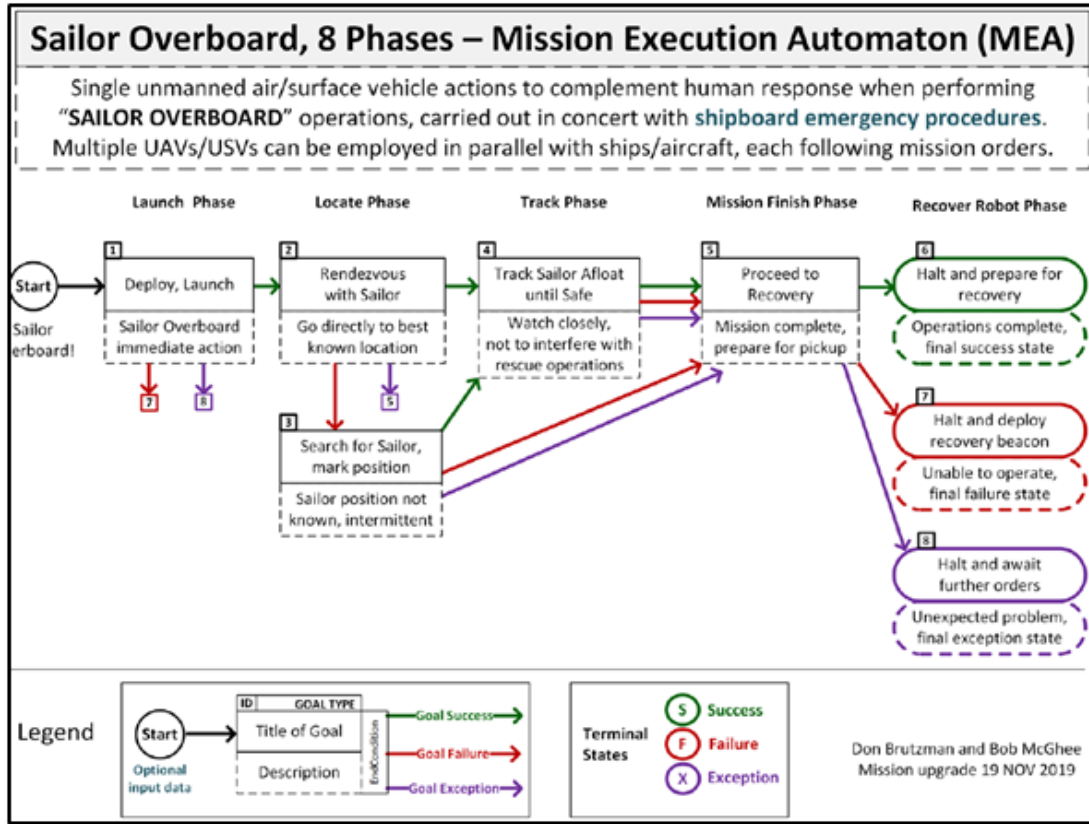 Sailor Overboard, 8 Phases – Mission Execution Automaton (MEA)
Single unmanned air/surface vehicle actions to complement human response when performing
“SAILOR OVERBOARD” operations, carried out in concert with shipboard emergency procedures.
Multiple UAVs/USVs can be employed in parallel with ships/aircraft, each following mission orders.
Launch Phase
Locate Phase
Track Phase
Mission Finish Phase
Recover Robot Phase
Start
Sailor
erboard!
1
Deploy, Launch
Sailor Overboard
immediate action
7
8
2
Rendezvous
with Sailor
Go directly to best
known location
5
3
Search for Sailor,
mark position
Sailor position not
known, intermittent
4
Track Sailor Afloat
until Safe
Watch closely,
not to interfere with
rescue operations
5
Proceed to
Recovery
Mission complete,
prepare for pickup
6
Halt and prepare for
recovery
Operations complete,
final success state
7
Halt and deploy
recovery beacon
Unable to operate,
final failure state
8
Halt and await
further orders
Unexpected problem,
final exception state
Legend
Start
Optional
input data
ID GOAL TYPE
Title of Goal
Description
EndCondition
Goal Success
Goal Failure
Goal Exception
Terminal
States
S Success
F Failure
X Exception
Don Brutzman and Bob McGhee
Mission upgrade 19 NOV 2019